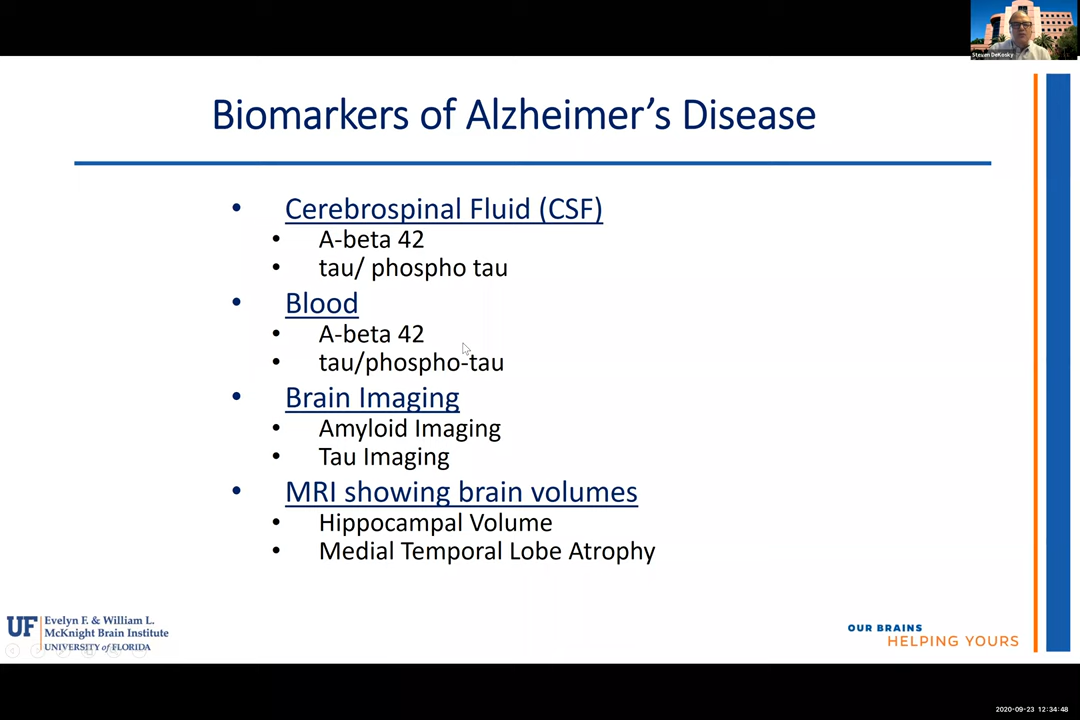 Steven DeKosky
Biomarkers of Alzheimer's Disease
• Cerebrospinal Fluid (CSF)
• A-beta 42
• tau/ phospho tau
• Blood
• A-beta 42
• tau/phospho-tau
• Brain Imaging
• Amyloid Imaging
• Tau Imaging
• MRI showing brain volumes
• Hippocampal Volume
• Medial Temporal Lobe Atrophy
UF
Evelyn F. & William L.
McKnight Brain Institute
UNIVERSITY of FLORIDA
OUR BRAINS
HELPING YOURS
2020-09-23 12:34:48